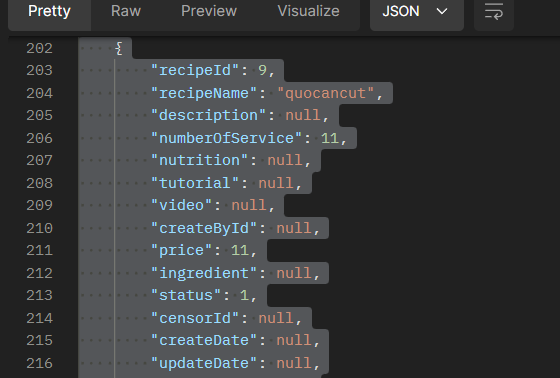 Pretty Raw Preview Visualize JSON
202 {
203 "recipeId": 9,
204 "recipeName": "quocancut",
205 "description": null,
206 "numberOfService": 11,
207 "nutrition": null,
208 "tutorial": null,
209 "video": null,
210 "createById": null,
211 "price": 11,
212 "ingredient": null,
213 "status": 1,
214 "censorId": null,
215 "createDate": null,
216 "updateDate": null,